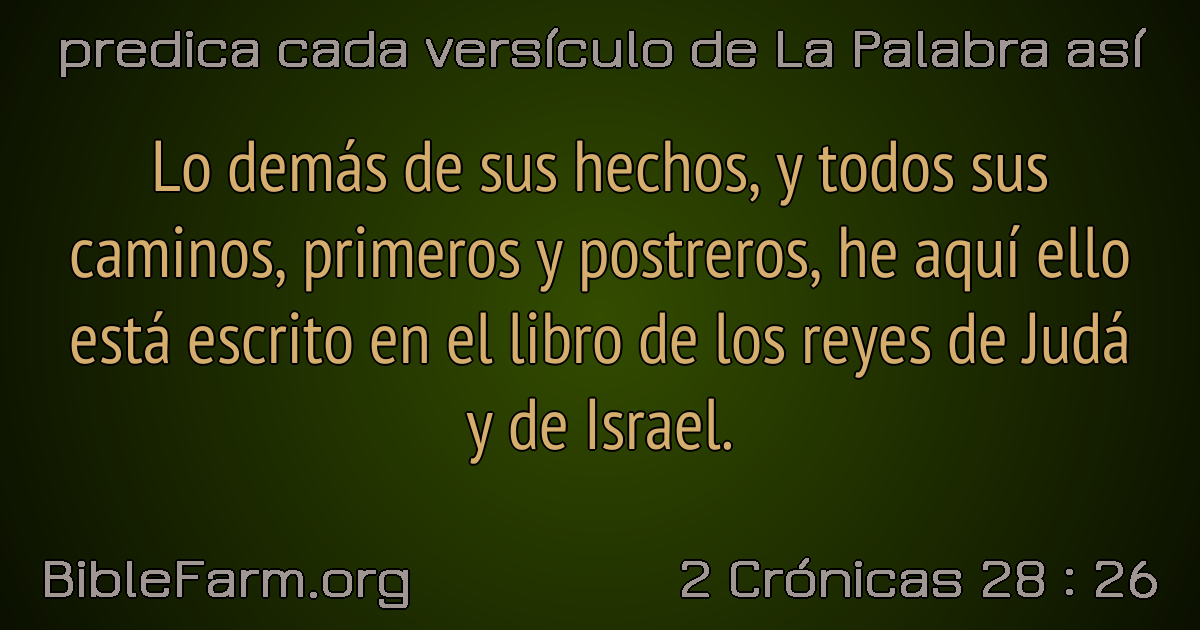 predica cada versículo de La Palabra así
Lo demás de sus hechos, y todos sus
caminos, primeros y postreros, he aquí ello
está escrito en el libro de los reyes de Judá
y de Israel.
BibleFarm.org
2 Crónicas 28 : 26